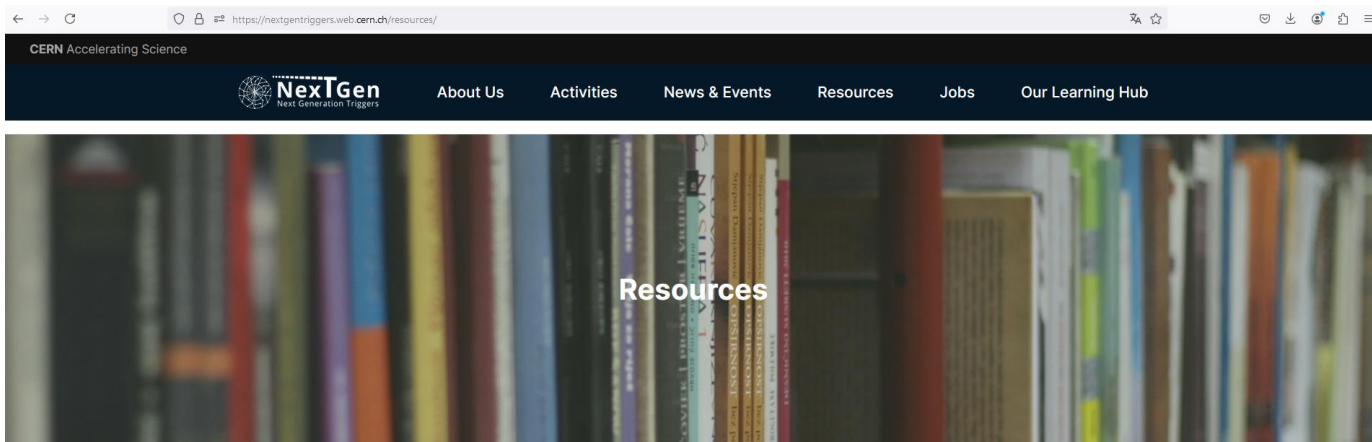 https://nextgentriggers.web.cern.ch/resources/
CERN Accelerating Science
NexTGen
Next Generation Triggers
About Us
Activities
News & Events
Resources
Jobs
Our Learning Hub
Resources